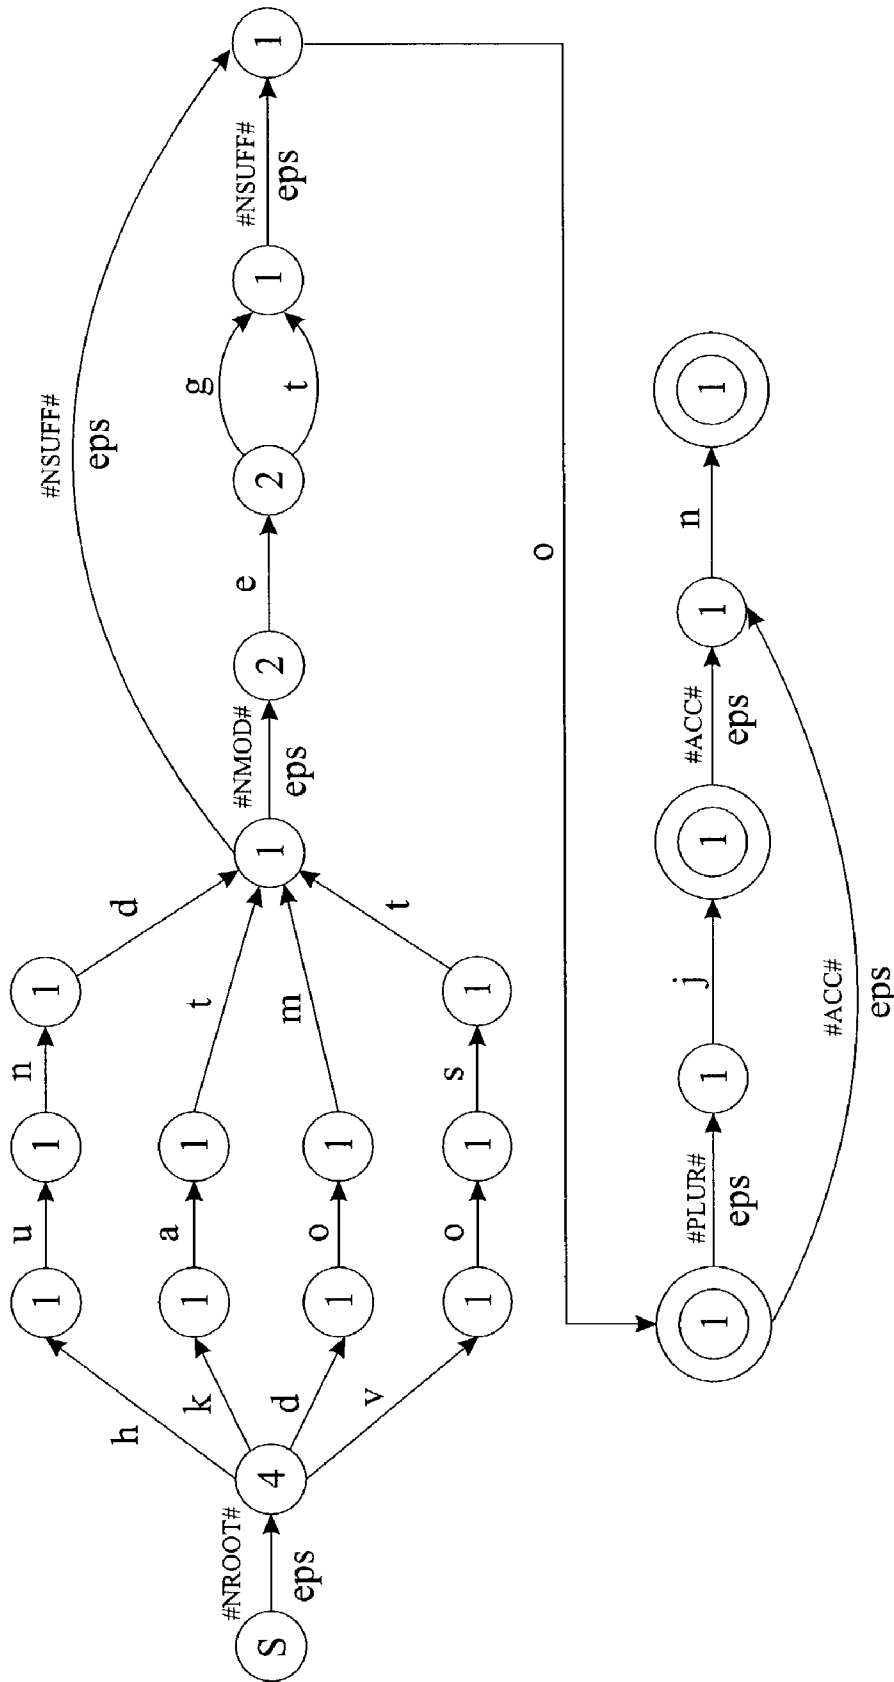 S
#NROOT#
eps
4
h
k
d
v
1
u
1
n
1
d
1
a
1
t
1
o
1
m
1
o
1
s
1
t
1
#NMOD#
eps
2
e
2
g
t
1
#NSUFF#
eps
1
#NSUFF#
eps
o
1
#PLUR#
eps
1
j
1
#ACC#
eps
1
n
1
#ACC#
eps